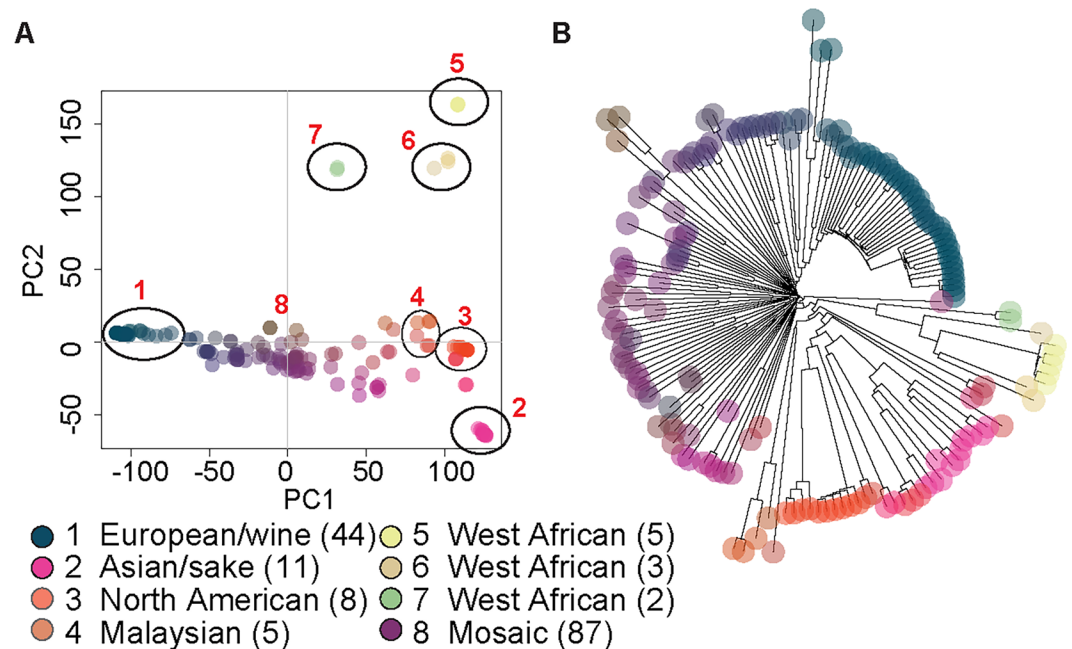 A
B
5
7
6
1
8
4
3
2
150
100
50
0
-50
PC2
-100
-50
0
50
100
PC1
1 European/wine (44)
2 Asian/sake (11)
3 North American (8)
4 Malaysian (5)
5 West African (5)
6 West African (3)
7 West African (2)
8 Mosaic (87)